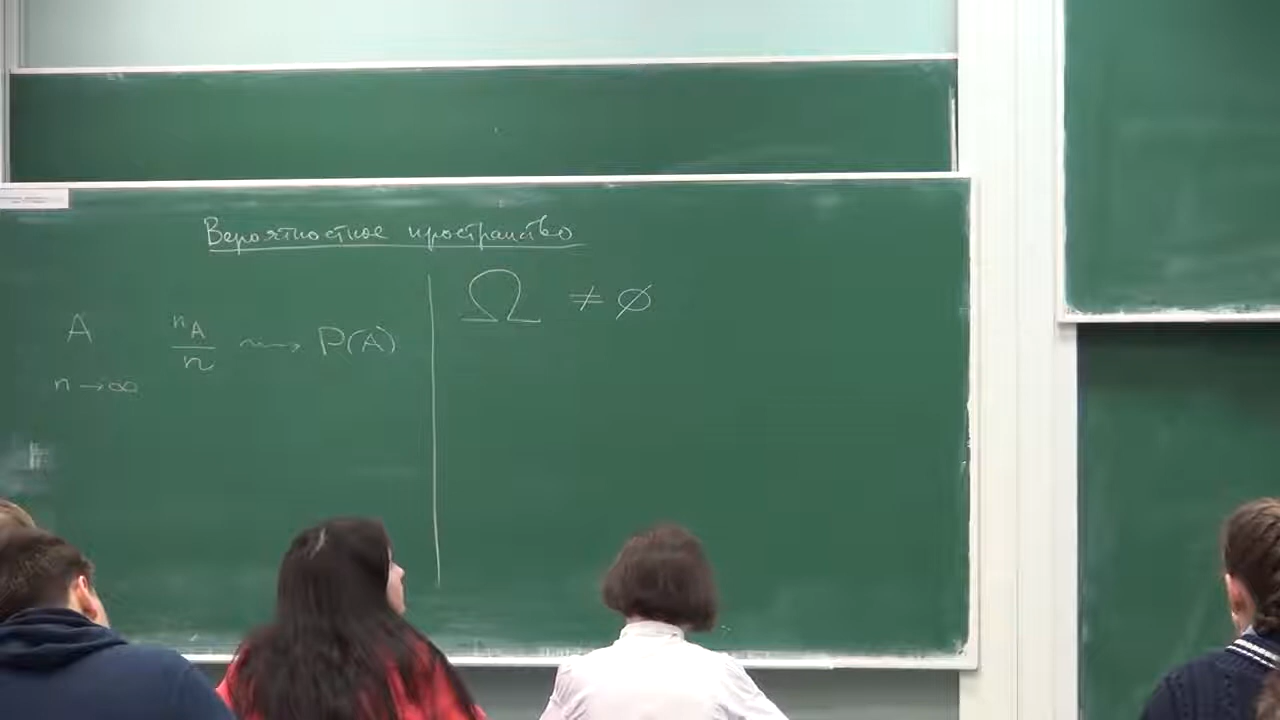 Вероятностное пространство
A n_A/n ⇝ P(A)
n → ∞
Ω ≠ ∅